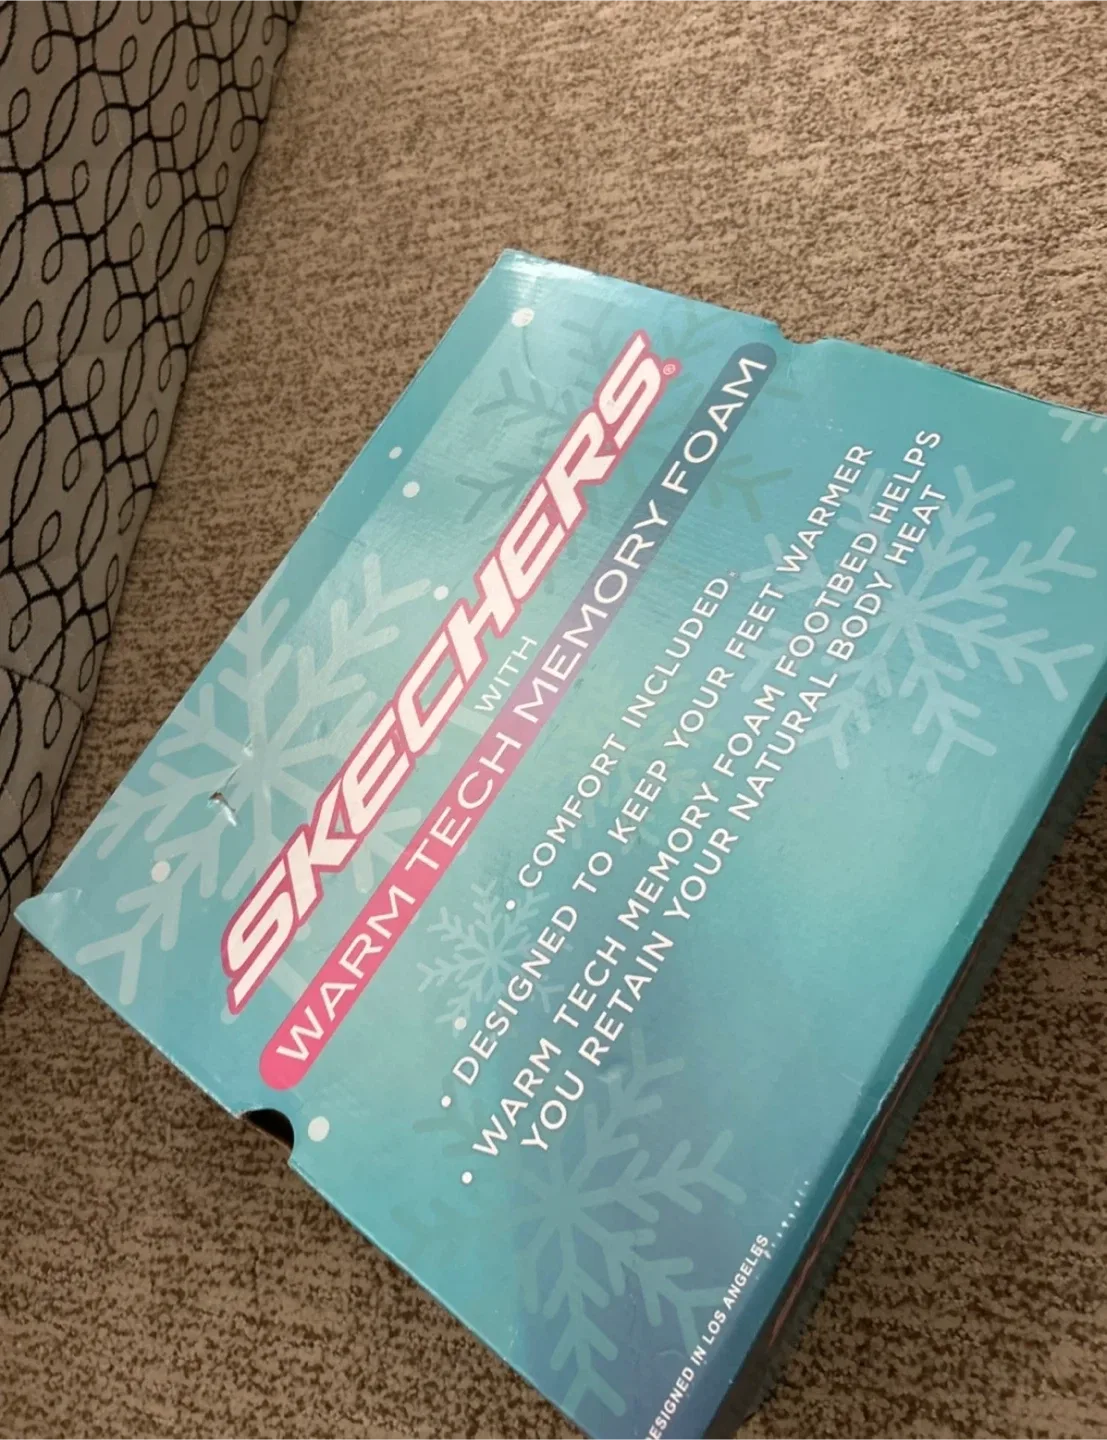 SKECHERS®
WITH
WARM TECH MEMORY FOAM
• COMFORT INCLUDED
• DESIGNED TO KEEP YOUR FEET WARMER
• WARM TECH MEMORY FOAM FOOTBED HELPS
YOU RETAIN YOUR NATURAL BODY HEAT
DESIGNED IN LOS ANGELES